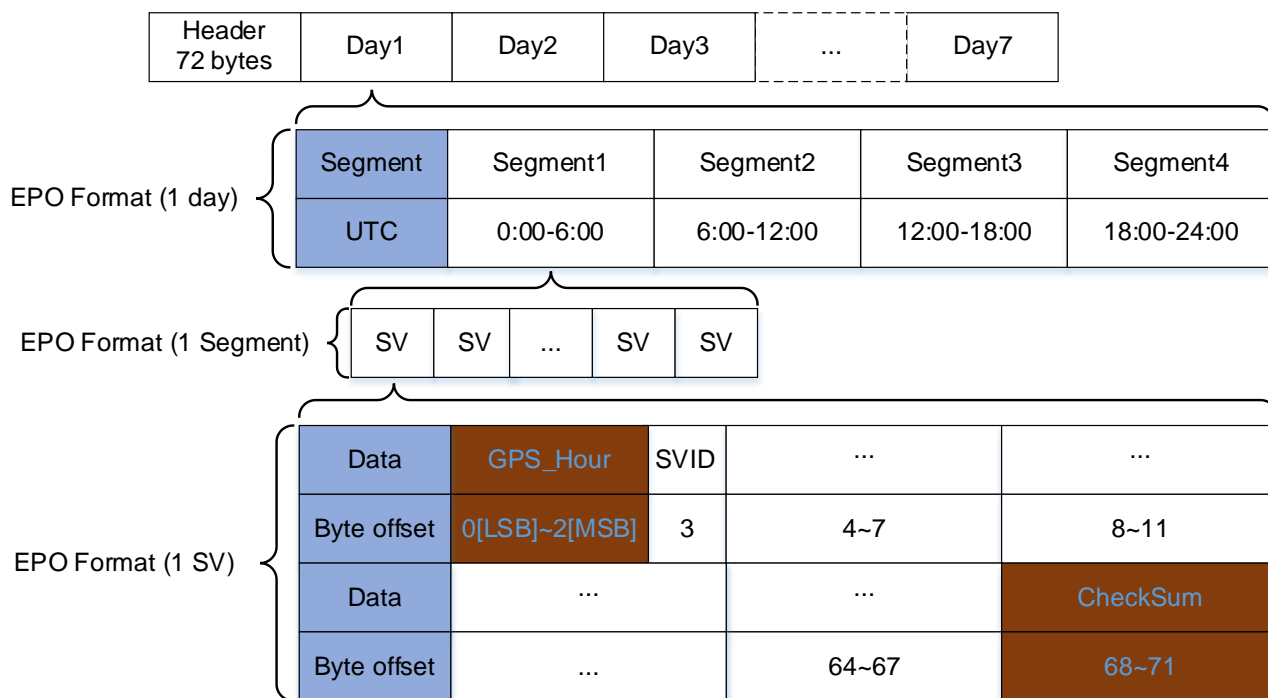 Header
72 bytes
Day1
Day2
Day3
...
Day7
EPO Format (1 day)
Segment
Segment1
Segment2
Segment3
Segment4
UTC
0:00-6:00
6:00-12:00
12:00-18:00
18:00-24:00
EPO Format (1 Segment)
SV
SV
...
SV
SV
EPO Format (1 SV)
Data
GPS_Hour
SVID
...
...
Byte offset
0[LSB]~2[MSB]
3
4~7
8~11
Data
...
...
CheckSum
Byte offset
...
64~67
68~71